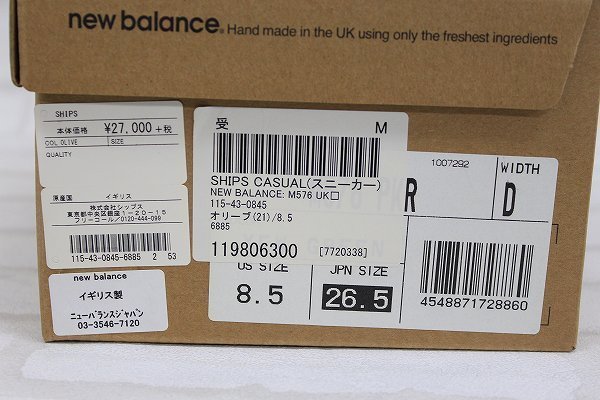 new balance. Hand made in the UK using only the freshest ingredients
SHIPS
本体価格 ¥27,000 +税
COL OLIVE SIZE
QUALITY
原産国 イギリス
株式会社シップス
東京都中央区銀座1-20-15
フリーコール/0120-444-099
115-43-0845-6885 2 53
new balance
イギリス製
ニューバランスジャパン
03-3546-7120
受 M
SHIPS CASUAL(スニーカー)
NEW BALANCE: M576 UK□
115-43-0845
オリーブ(21)/8.5
6885
119806300 [7720338]
1007292
R
WIDTH
D
US SIZE
8.5
JPN SIZE
26.5
4548871728860